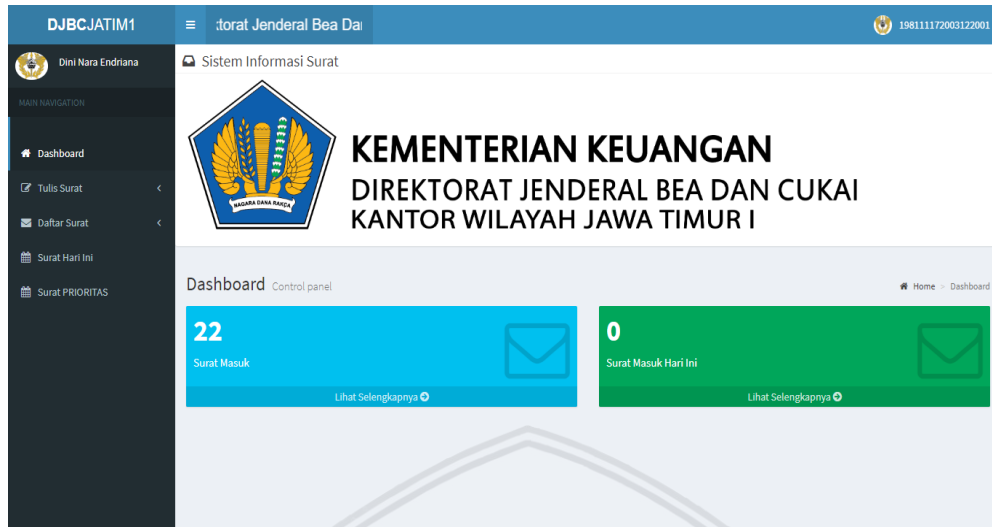 DJBCJATIM1
:torat Jenderal Bea Da
198111172003122001
Dini Nara Endriana
Sistem Informasi Surat
MAIN NAVIGATION
Dashboard
Tulis Surat
Daftar Surat
Surat Hari Ini
Surat PRIORITAS
NAGARA DANA RAKÇA
KEMENTERIAN KEUANGAN
DIREKTORAT JENDERAL BEA DAN CUKAI
KANTOR WILAYAH JAWA TIMUR I
Dashboard Control panel
Home > Dashboard
22
Surat Masuk
Lihat Selengkapnya
0
Surat Masuk Hari Ini
Lihat Selengkapnya